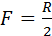 F = R/2